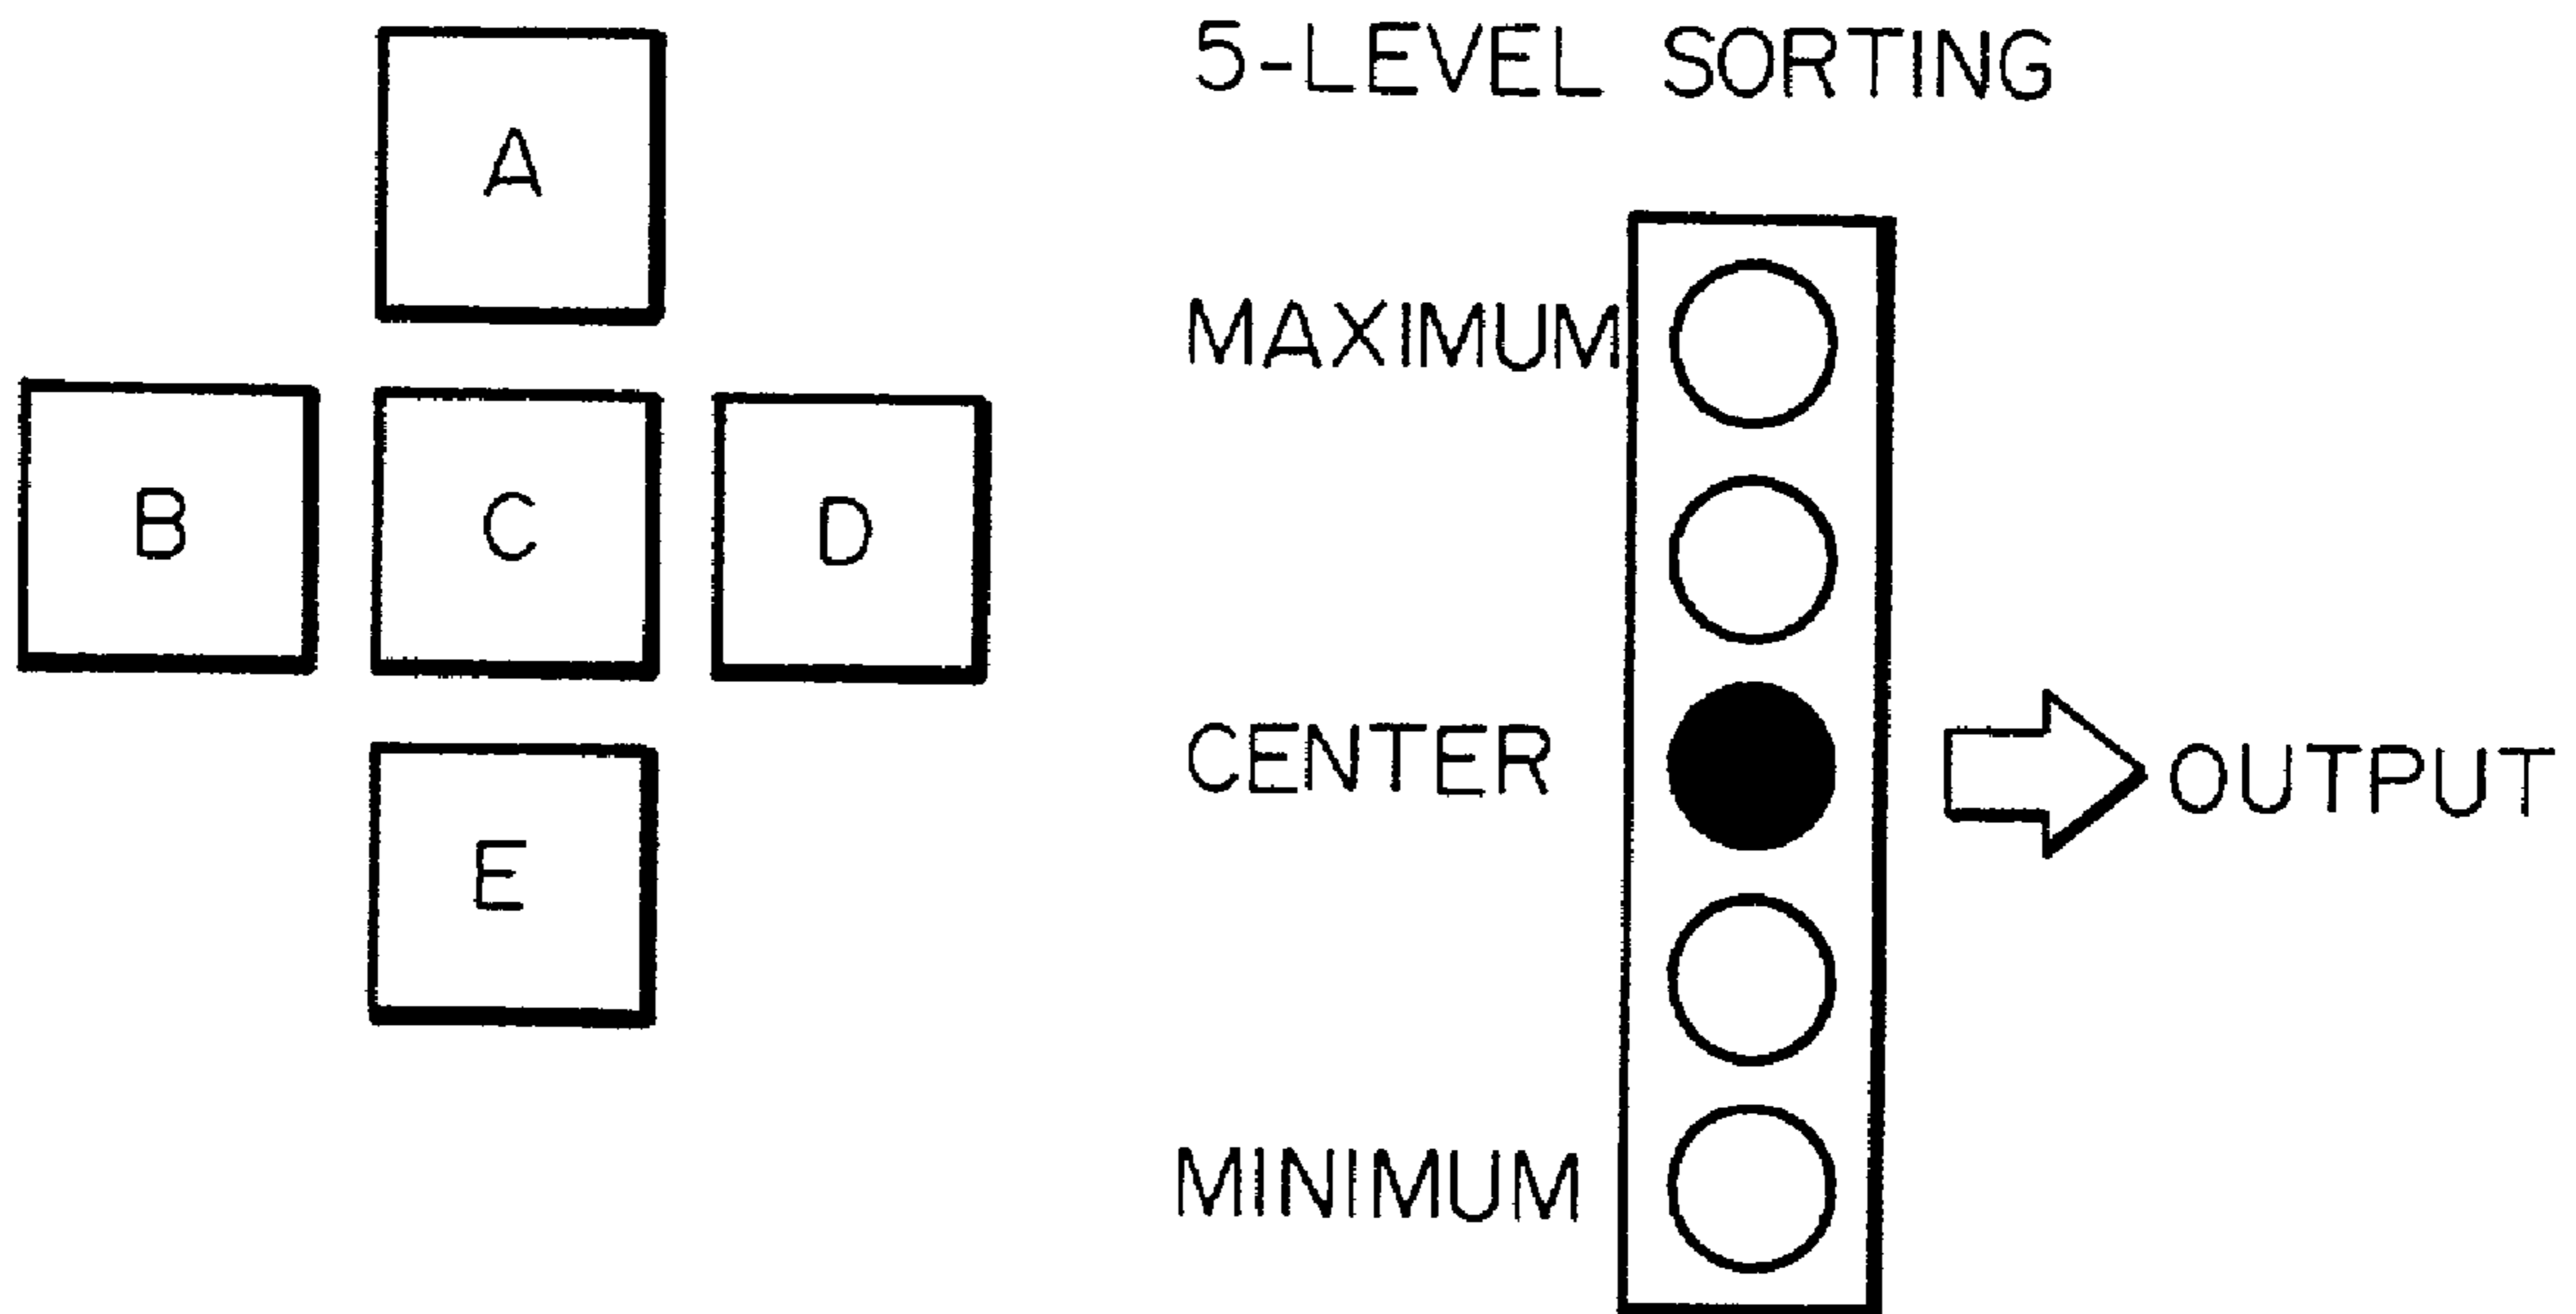 A
B C D
E
5-LEVEL SORTING
MAXIMUM
CENTER
OUTPUT
MINIMUM